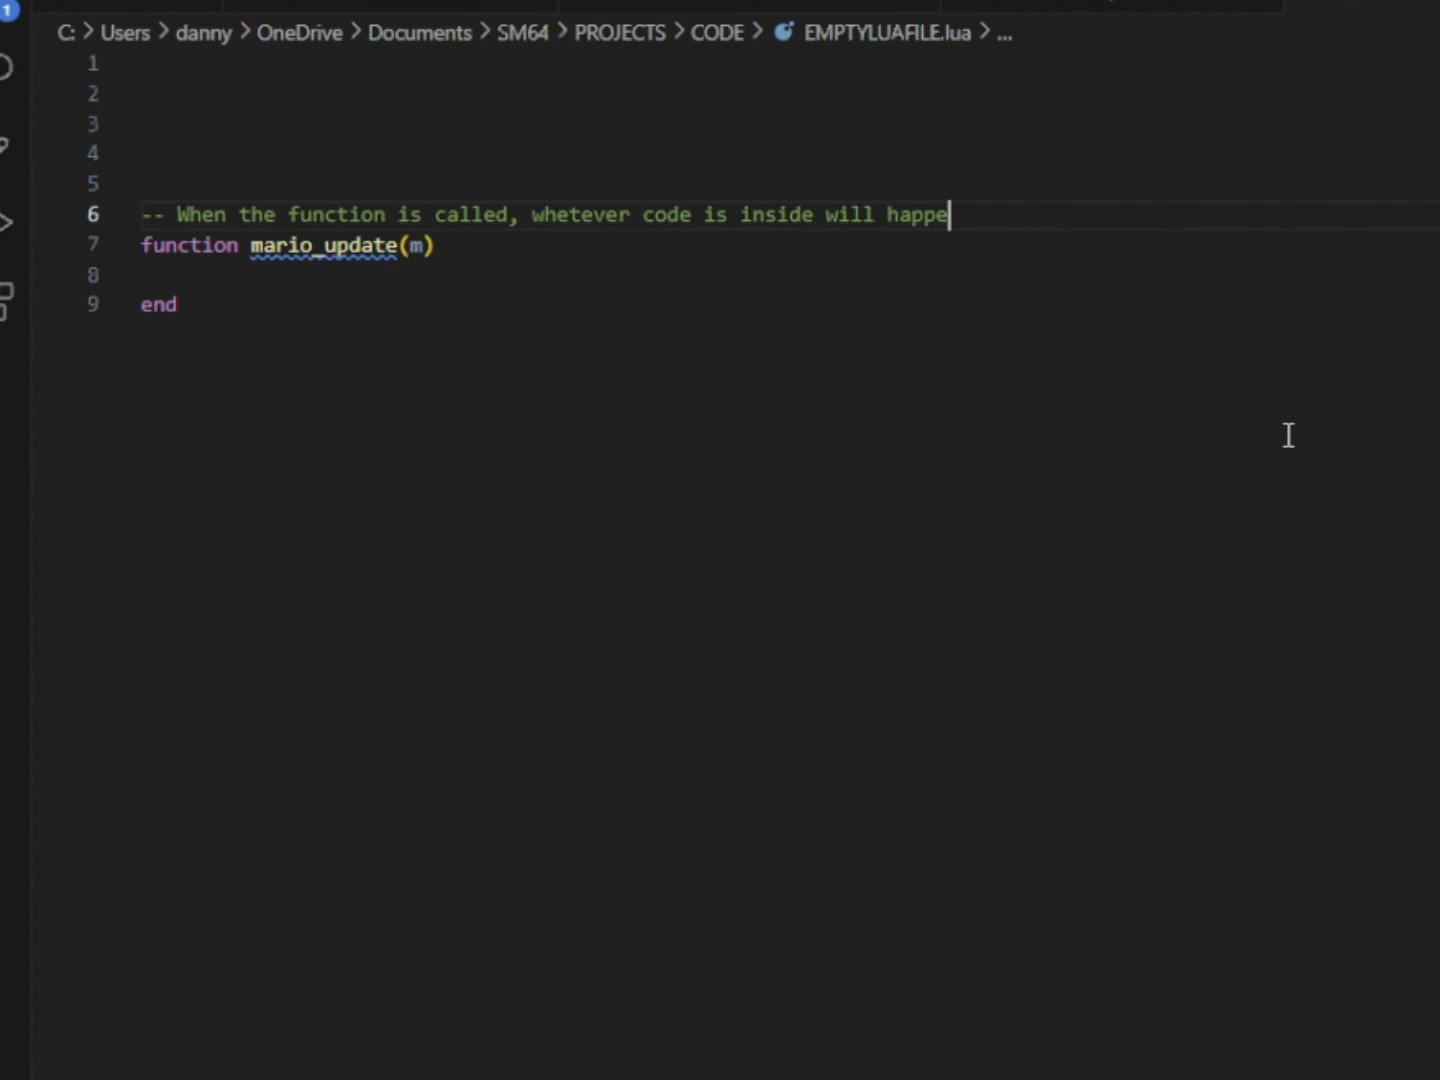 1
C: > Users > danny > OneDrive > Documents > SM64 > PROJECTS > CODE > EMPTYLUAFILE.lua > ...
1
2
3
4
5
6 -- When the function is called, whetever code is inside will happe
7 function mario_update(m)
8
9 end